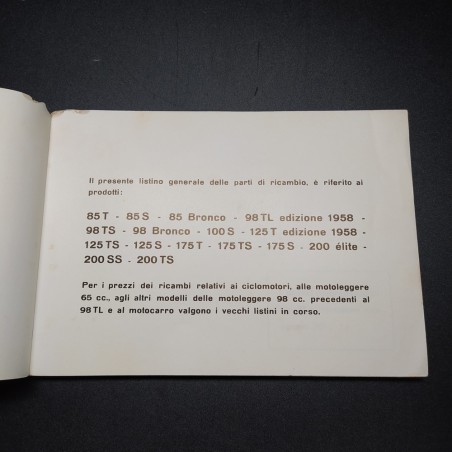 Il presente listino generale delle parti di ricambio, è riferito ai
prodotti:
85 T - 85 S - 85 Bronco - 98 TL edizione 1958 -
98 TS - 98 Bronco - 100 S - 125 T edizione 1958 -
125 TS - 125 S - 175 T - 175 TS - 175 S - 200 élite -
200 SS - 200 TS
Per i prezzi dei ricambi relativi ai ciclomotori, alle motoleggere
65 cc., agli altri modelli delle motoleggere 98 cc. precedenti al
98 TL e al motocarro valgono i vecchi listini in corso.